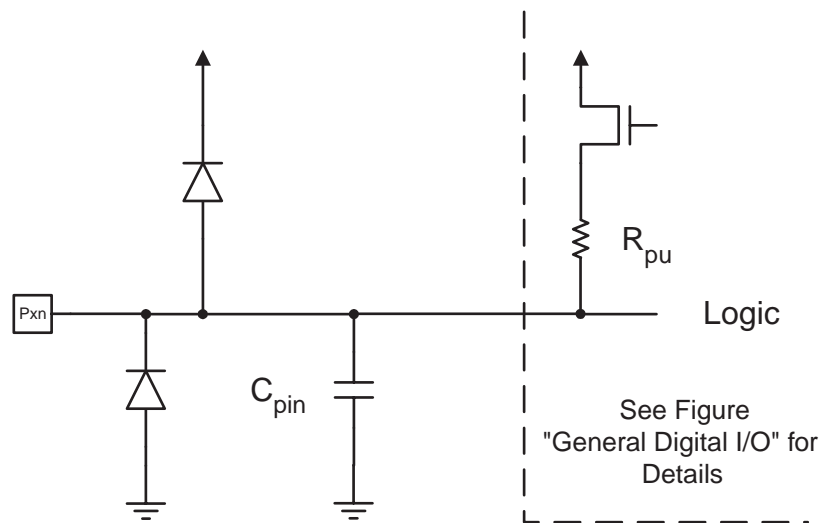 R
pu
Pxn
Logic
C
pin
See Figure
"General Digital I/O" for
Details